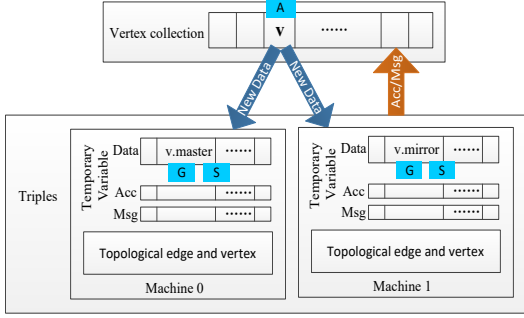 A
Vertex collection
v
......
New Data
New Data
Acc/Msg
Triples
Temporary
Variable
Data
v.master
......
G
S
Acc
......
Msg
......
Topological edge and vertex
Machine 0
Temporary
Variable
Data
v.mirror
......
G
S
Acc
......
Msg
......
Topological edge and vertex
Machine 1